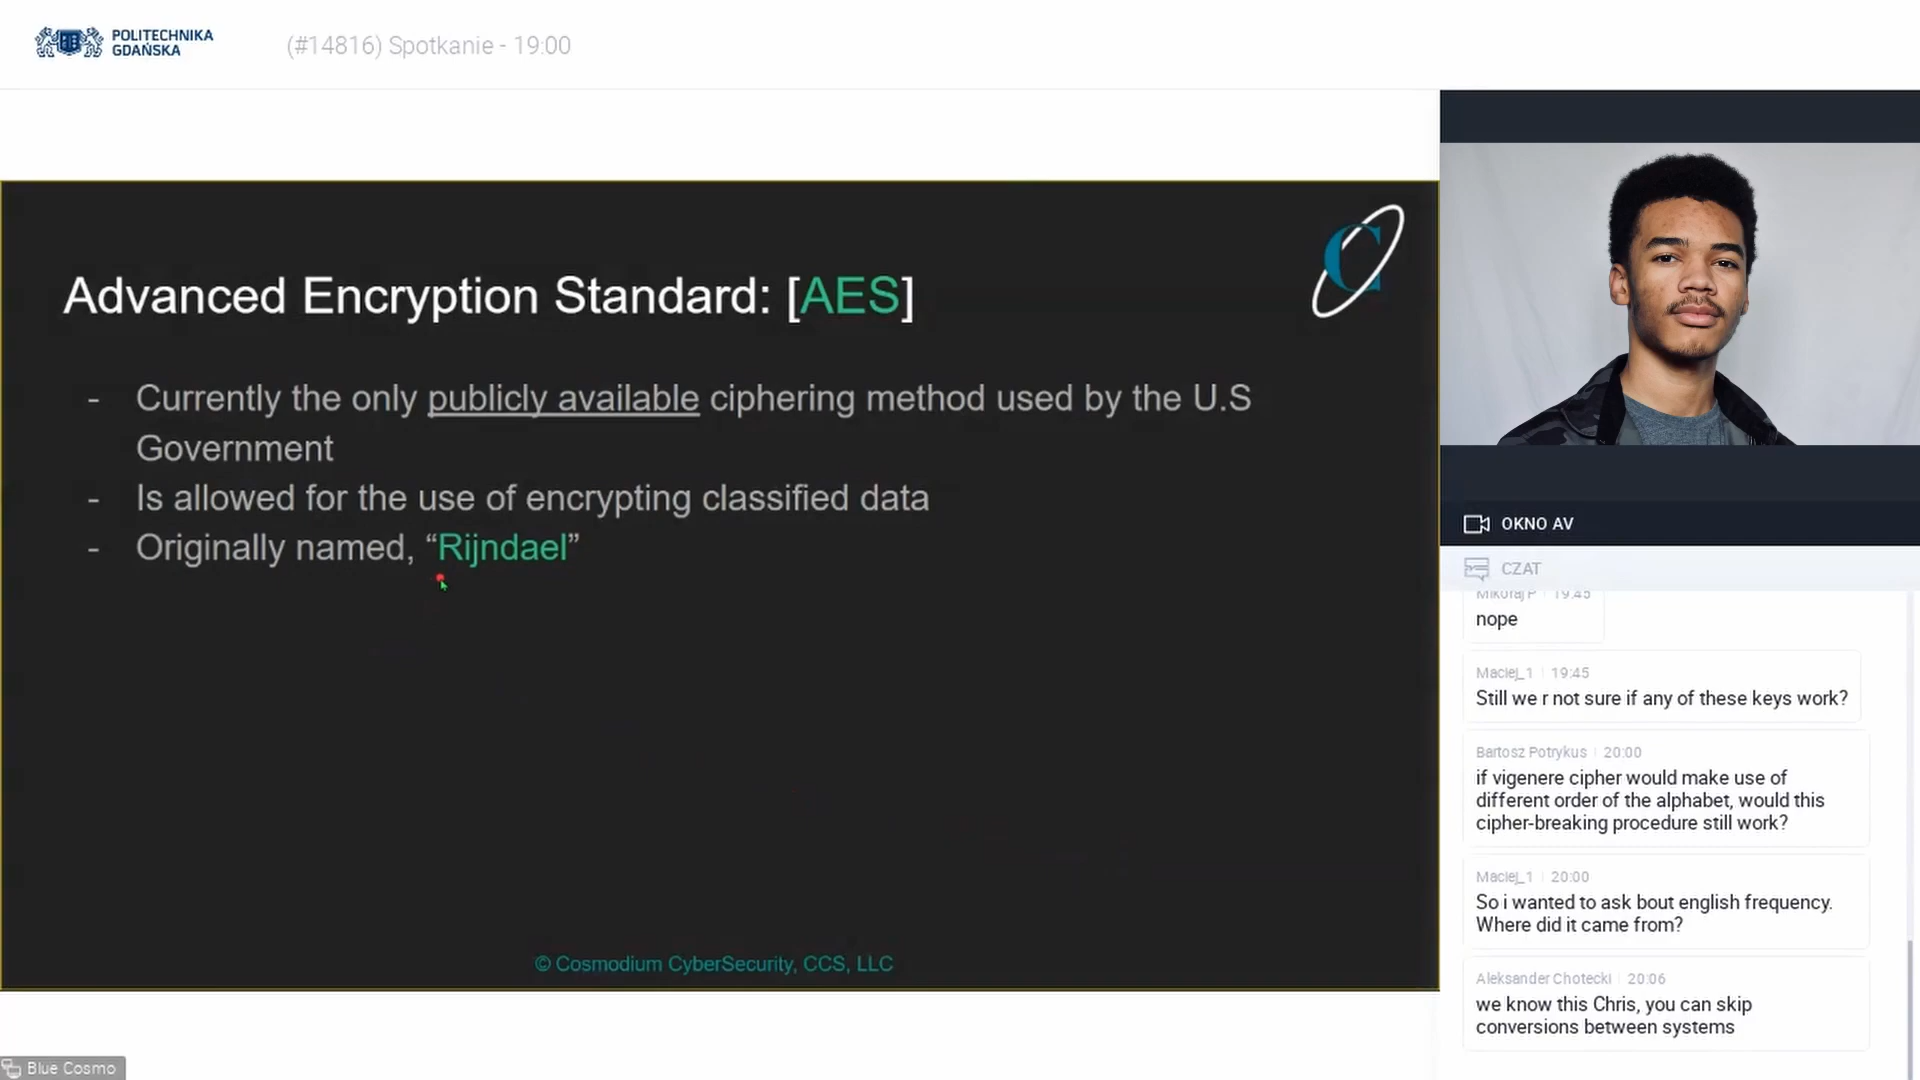 POLITECHNIKA
GDAŃSKA
(#14816) Spotkanie - 19:00
Advanced Encryption Standard: [AES]
- Currently the only publicly available ciphering method used by the U.S
Government
- Is allowed for the use of encrypting classified data
- Originally named, “Rijndael”
© Cosmodium CyberSecurity, CCS, LLC
Blue Cosmo
OKNO AV
CZAT
Mikołaj P 19:45
nope
Maciej_1 19:45
Still we r not sure if any of these keys work?
Bartosz Potrykus 20:00
if vigenere cipher would make use of
different order of the alphabet, would this
cipher-breaking procedure still work?
Maciej_1 20:00
So i wanted to ask bout english frequency.
Where did it came from?
Aleksander Chotecki 20:06
we know this Chris, you can skip
conversions between systems